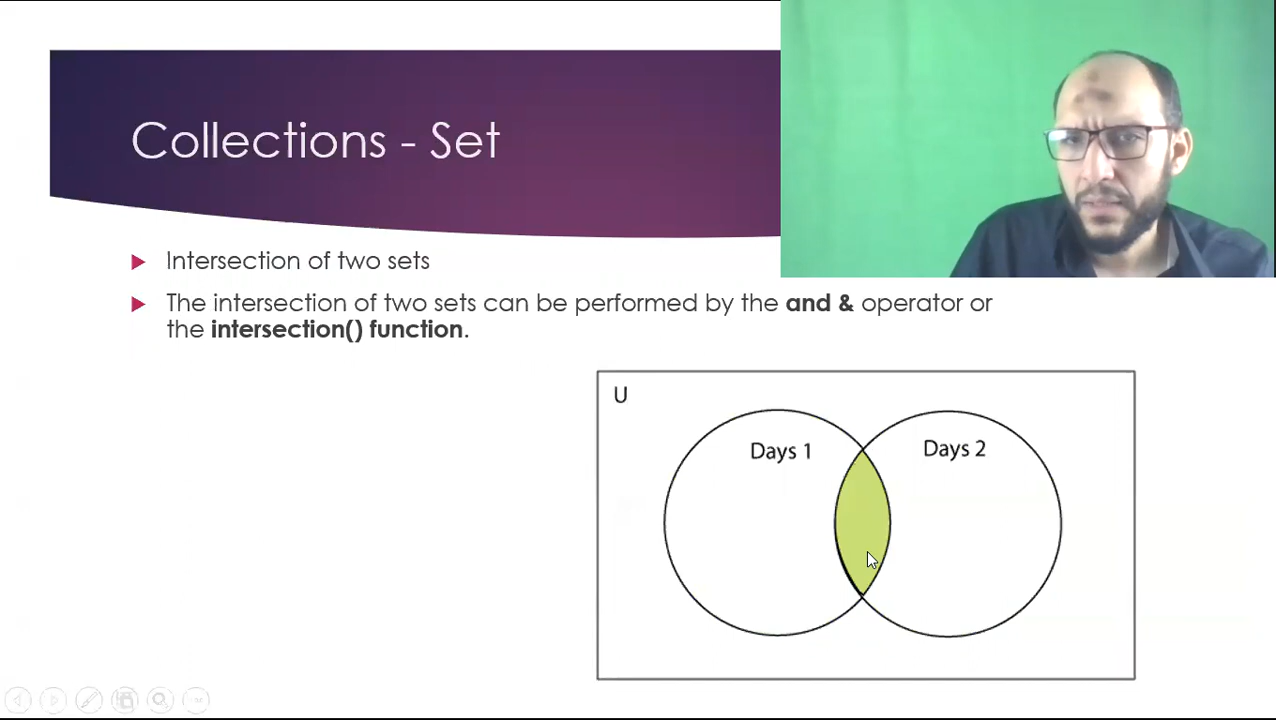 Collections - Set
Intersection of two sets
The intersection of two sets can be performed by the and & operator or
the intersection() function.
U
Days 1
Days 2